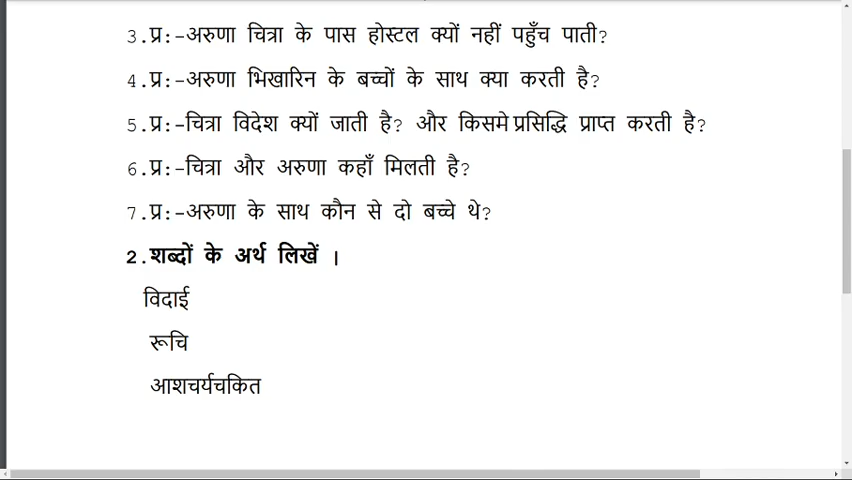 3.प्र:-अरुणा चित्रा के पास होस्टल क्यों नहीं पहुँच पाती?
4.प्र:-अरुणा भिखारिन के बच्चों के साथ क्या करती है?
5.प्र:-चित्रा विदेश क्यों जाती है? और किसमे प्रसिद्धि प्राप्त करती है?
6.प्र:-चित्रा और अरुणा कहाँ मिलती है?
7.प्र:-अरुणा के साथ कौन से दो बच्चे थे?
2.शब्दों के अर्थ लिखें ।
विदाई
रूचि
आशचर्यचकित